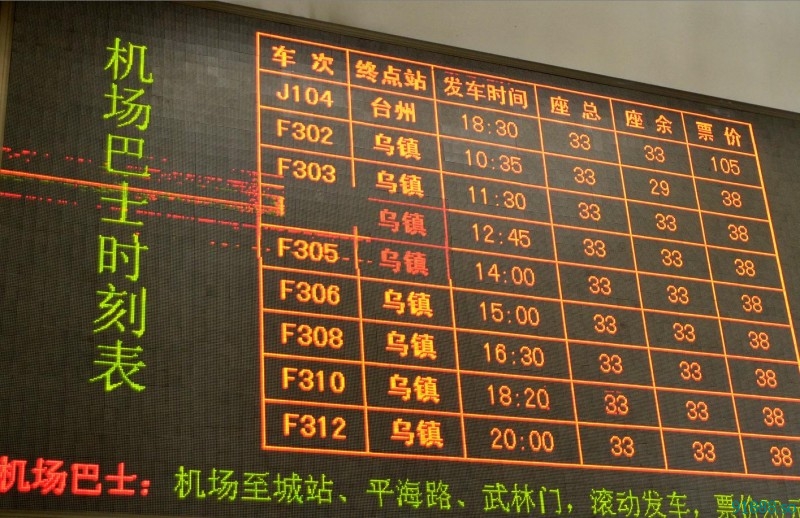 机场巴士时刻表
车次 终点站 发车时间 座总 座余 票价
J104 台州 18:30 33 33 105
F302 乌镇 10:35 33 29 38
F303 乌镇 11:30 33 33 38
乌镇 12:45 33 33 38
F305 乌镇 14:00 33 33 38
F306 乌镇 15:00 33 33 38
F308 乌镇 16:30 33 33 38
F310 乌镇 18:20 33 33 38
F312 乌镇 20:00 33 33 38
机场巴士：机场至城站、平海路、武林门，滚动发车，票价20元